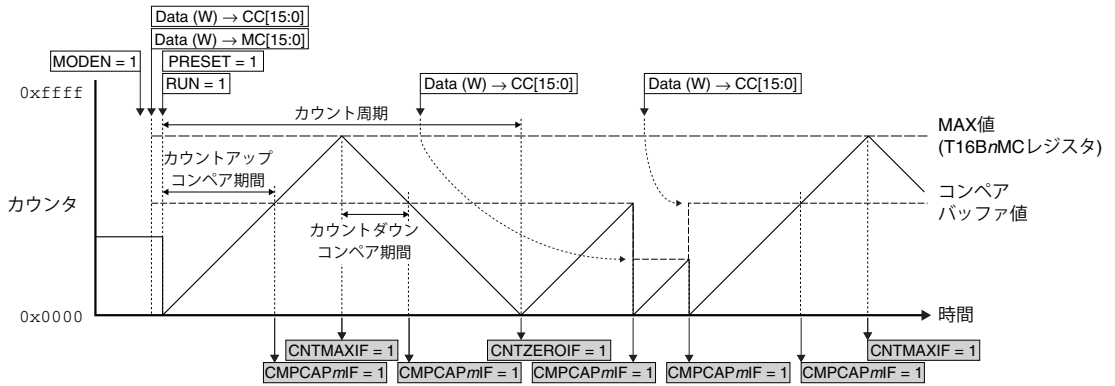 Data (W) → CC[15:0]
Data (W) → MC[15:0]
MODEN = 1
PRESET = 1
RUN = 1
Data (W) → CC[15:0]
Data (W) → CC[15:0]
0xffff
カウント周期
MAX値
(T16BnMCレジスタ)
カウントアップ
コンペア期間
カウンタ
コンペア
バッファ値
カウントダウン
コンペア期間
0x0000
時間
CNTMAXIF = 1
CNTZEROIF = 1
CNTMAXIF = 1
CMPCAPmIF = 1
CMPCAPmIF = 1
CMPCAPmIF = 1
CMPCAPmIF = 1
CMPCAPmIF = 1